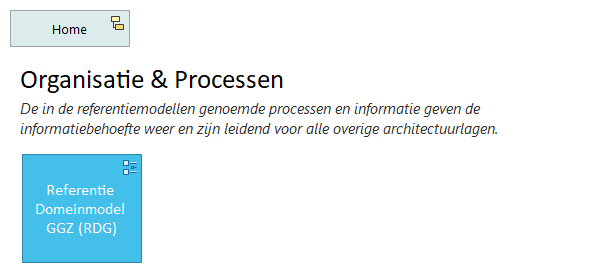 Home
Organisatie & Processen
De in de referentiemodellen genoemde processen en informatie geven de
informatiebehoefte weer en zijn leidend voor alle overige architectuurlagen.
Referentie
Domeinmodel
GGZ (RDG)